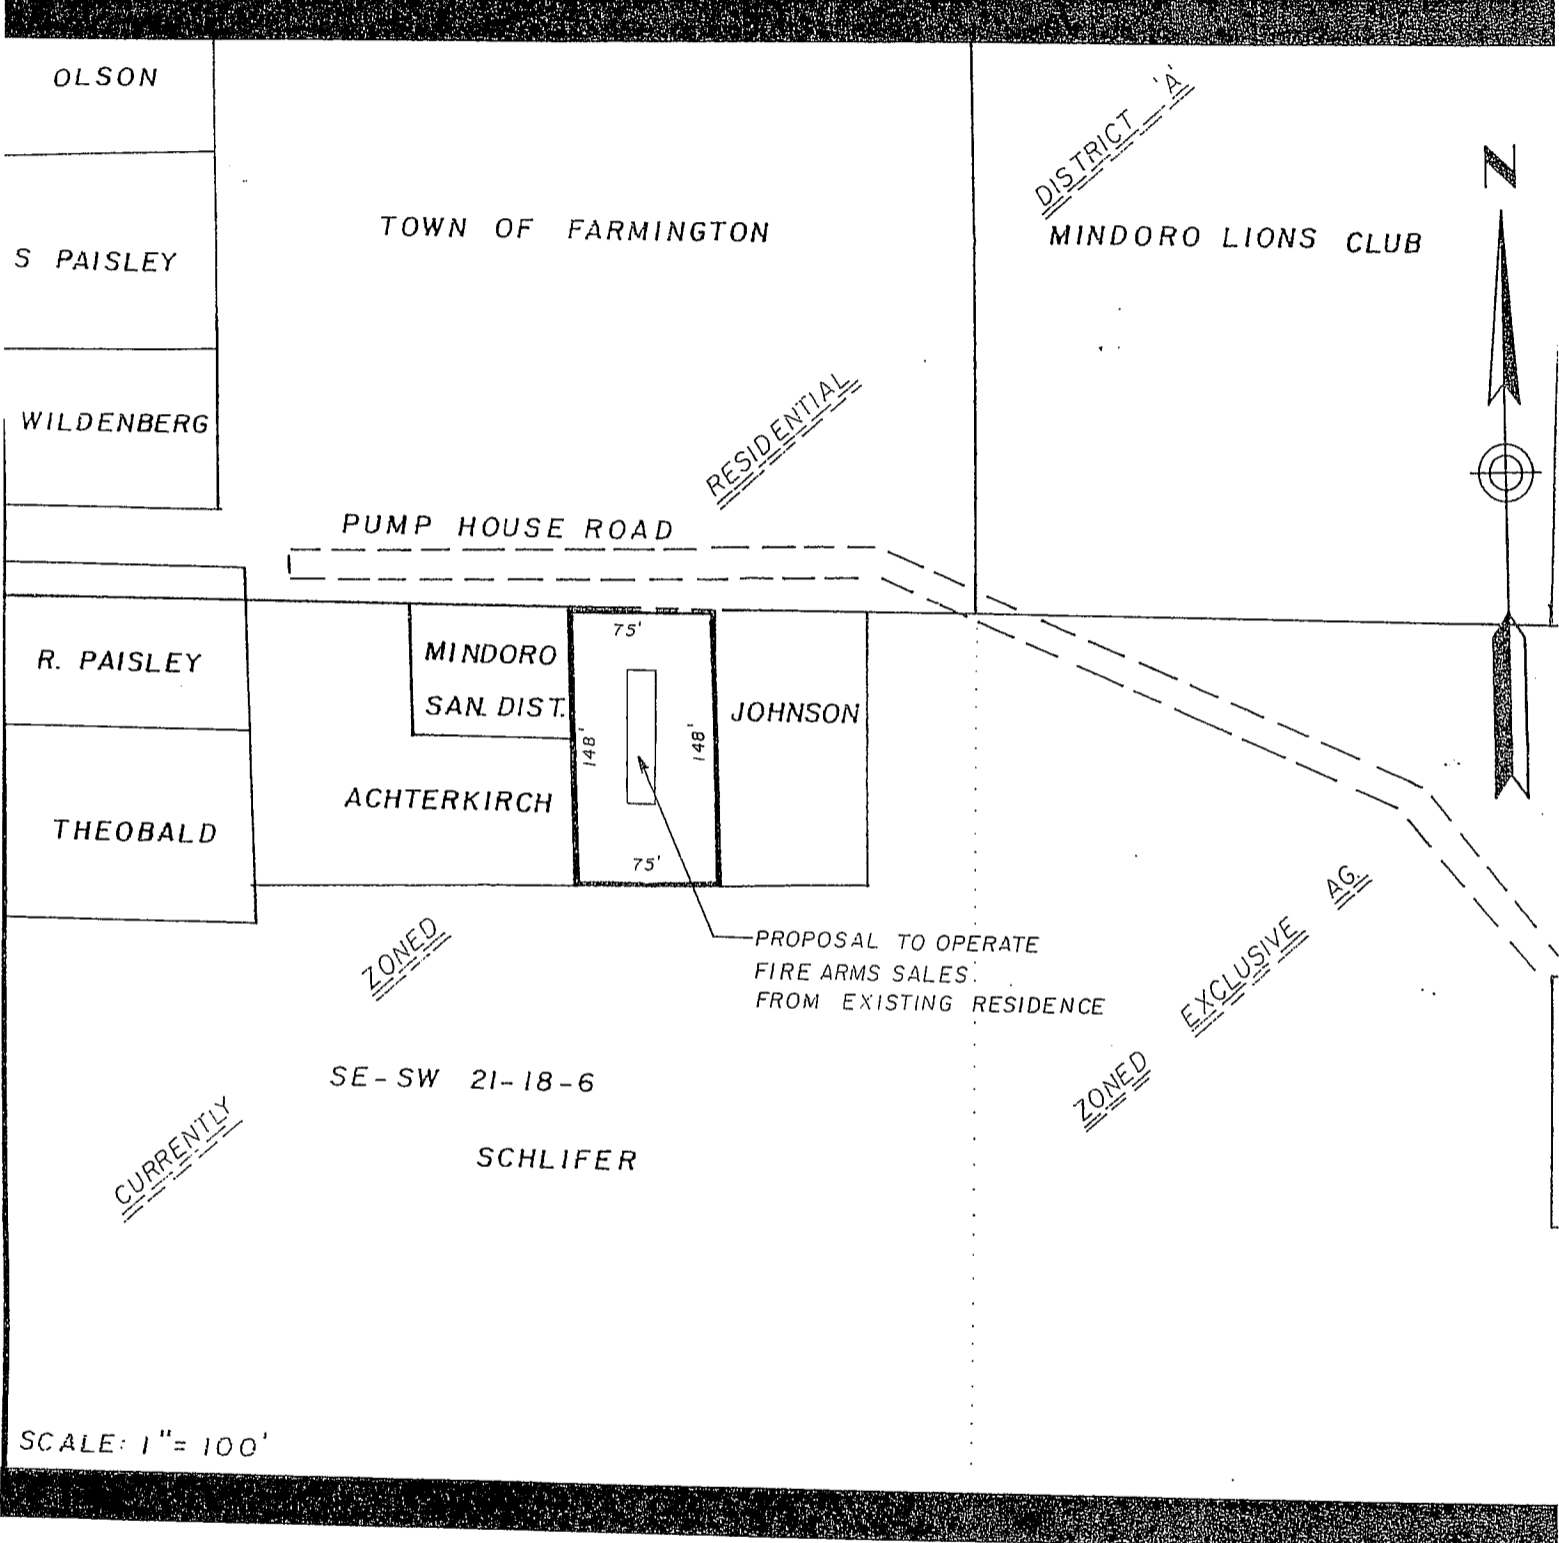 OLSON
DISTRICT 'A'
N
TOWN OF FARMINGTON
MINDORO LIONS CLUB
S PAISLEY
RESIDENTIAL
WILDENBERG
PUMP HOUSE ROAD
75'
R. PAISLEY
MINDORO
SAN. DIST.
JOHNSON
148'
148'
ACHTERKIRCH
THEOBALD
75'
EXCLUSIVE AG.
ZONED
PROPOSAL TO OPERATE
FIRE ARMS SALES.
FROM EXISTING RESIDENCE
ZONED
SE-SW 21-18-6
CURRENTLY
SCHLIFER
SCALE: 1"= 100'